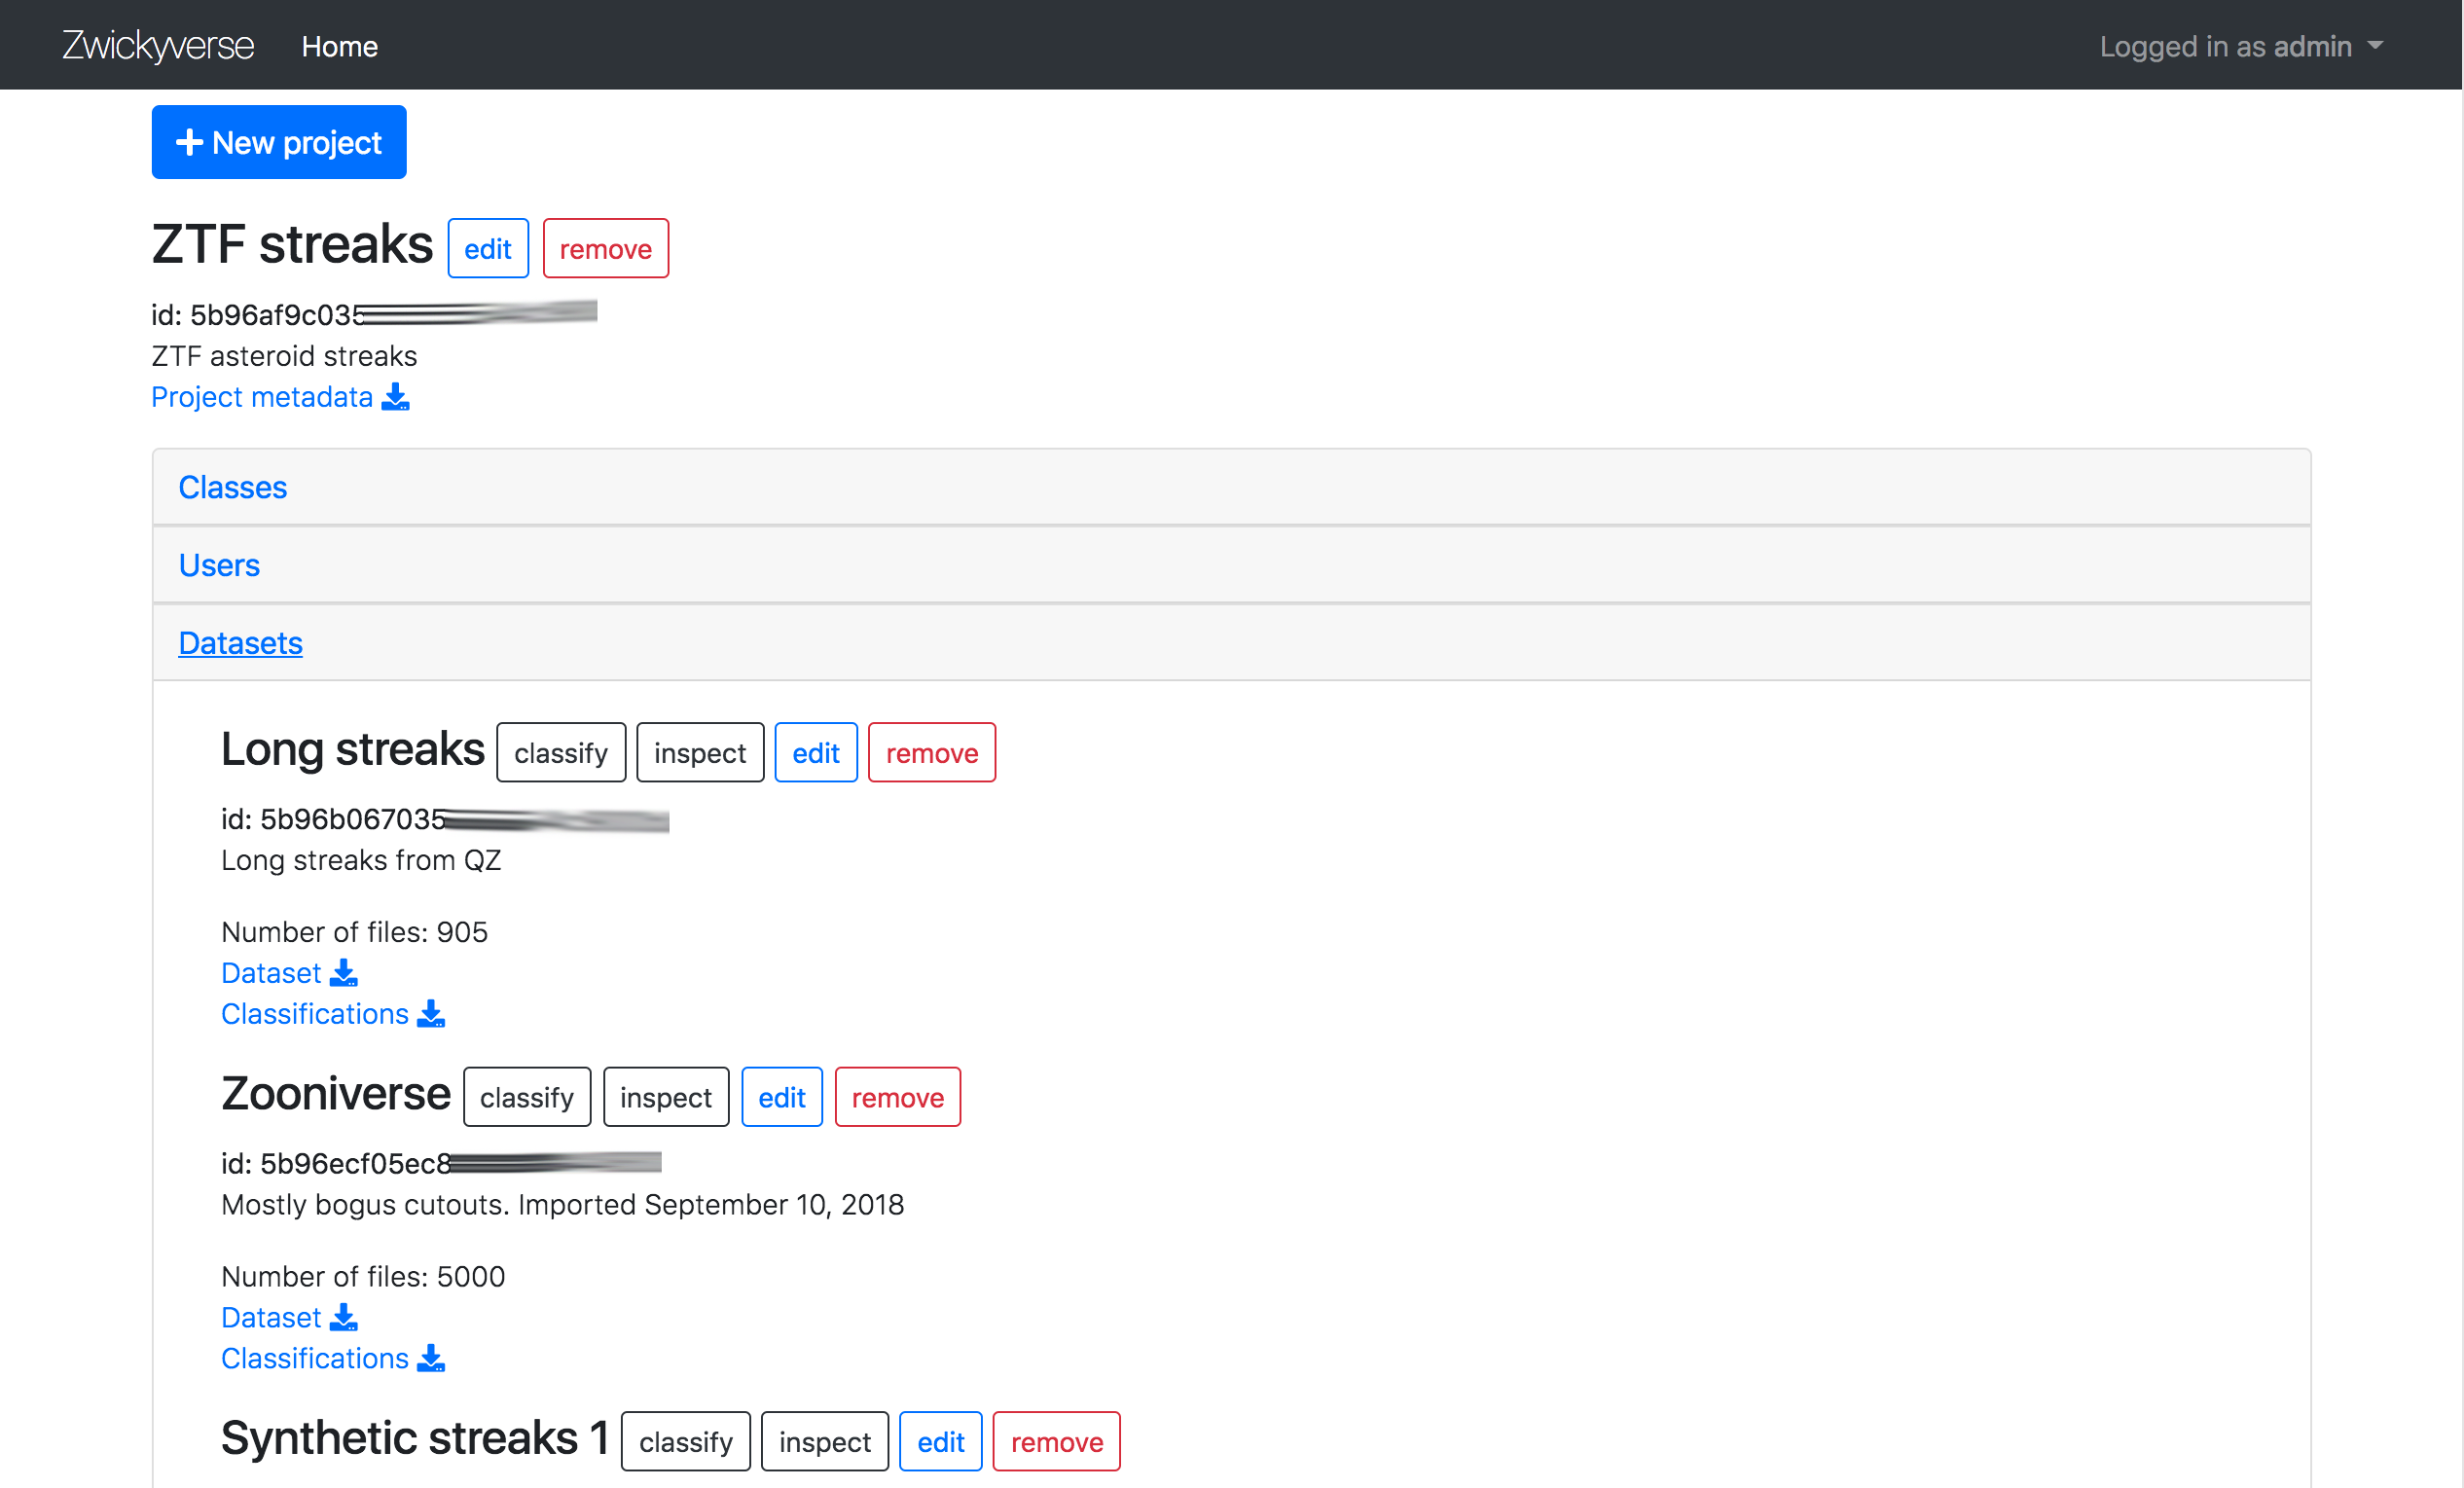 Zwickyverse Home Logged in as admin
New project
ZTF streaks edit remove
id: 5b96af9c035
ZTF asteroid streaks
Project metadata
Classes
Users
Datasets
Long streaks classify inspect edit remove
id: 5b96b067035
Long streaks from QZ
Number of files: 905
Dataset
Classifications
Zooniverse classify inspect edit remove
id: 5b96ecf05ec8
Mostly bogus cutouts. Imported September 10, 2018
Number of files: 5000
Dataset
Classifications
Synthetic streaks 1 classify inspect edit remove